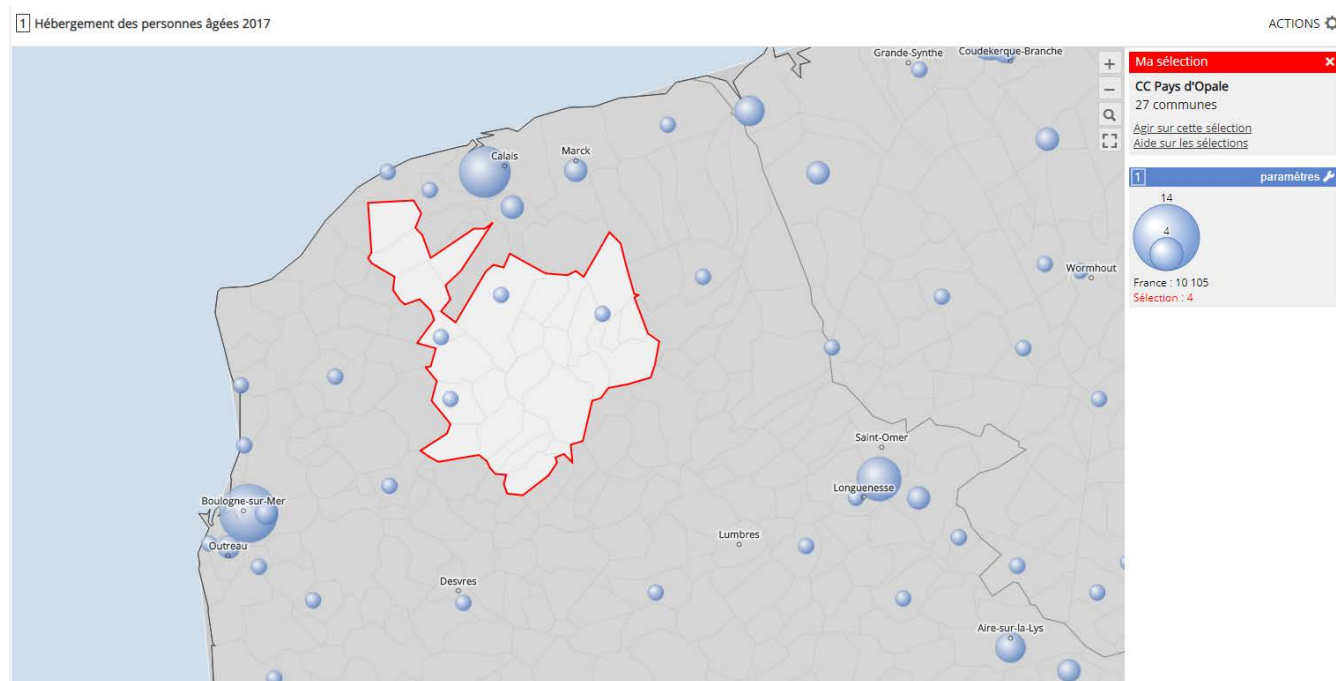 1 Hébergement des personnes âgées 2017
ACTIONS
Grande-Synthe
Coudekerque-Branche
+
−
Calais
Marck
Wormhout
Saint-Omer
Longuenesse
Boulogne-sur-Mer
Outreau
Lumbres
Desvres
Aire-sur-la-Lys
Ma sélection ×
CC Pays d'Opale
27 communes
Agir sur cette sélection
Aide sur les sélections
1 paramètres
14
4
France : 10 105
Sélection : 4